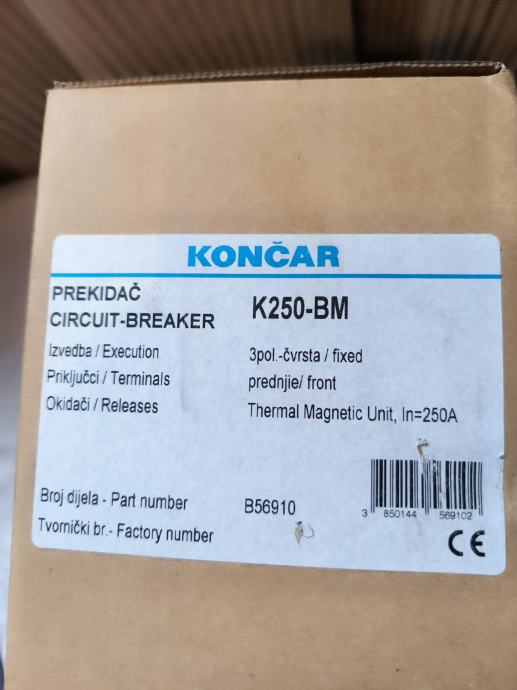 KONČAR
PREKIDAČ
CIRCUIT-BREAKER K250-BM
Izvedba / Execution 3pol.-čvrsta / fixed
Priključci / Terminals prednjie/ front
Okidači / Releases Thermal Magnetic Unit, In=250A
Broj dijela - Part number B56910
3 850144 569102
Tvornički br.- Factory number
CE